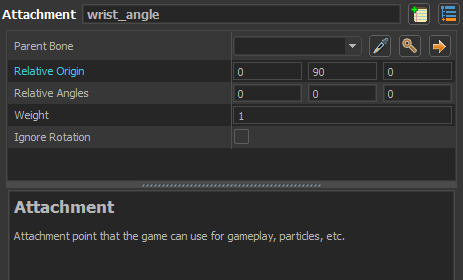 Attachment wrist_angle
Parent Bone
Relative Origin 0 90 0
Relative Angles 0 0 0
Weight 1
Ignore Rotation
Attachment
Attachment point that the game can use for gameplay, particles, etc.